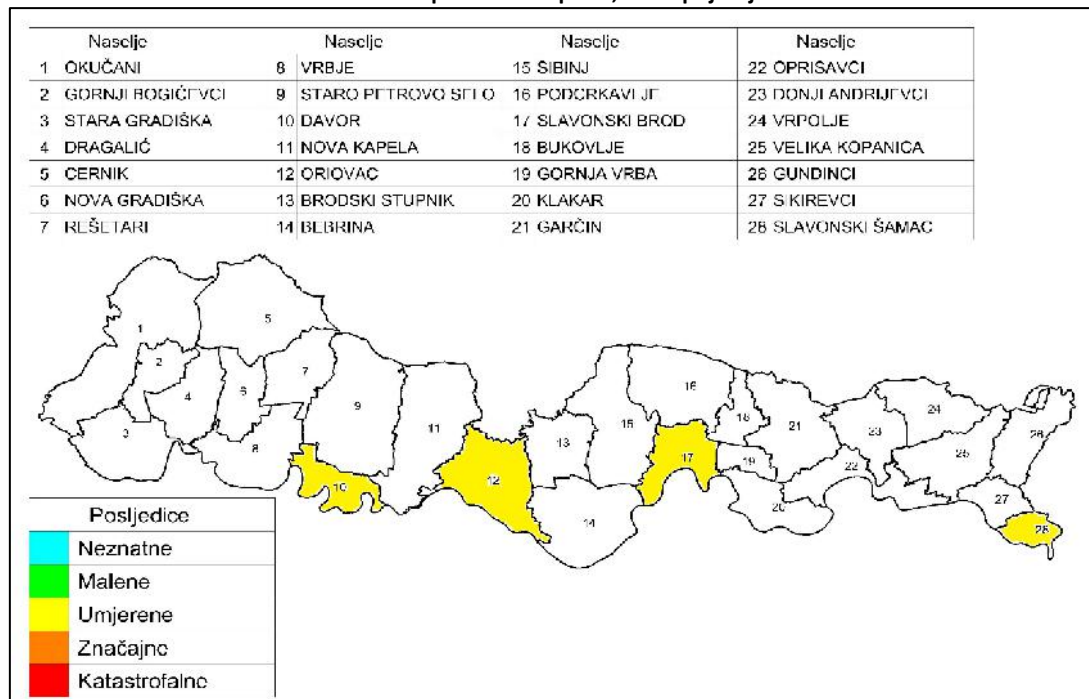 Naselje Naselje Naselje Naselje
1 OKUČANI 8 VRBJE 15 SIBINJ 22 OPRISAVCI
2 GORNJI BOGIĆEVCI 9 STARO PETROVO SELO 16 PODCRKAVLJE 23 DONJI ANDRIJEVCI
3 STARA GRADIŠKA 10 DAVOR 17 SLAVONSKI BROD 24 VRPOLJE
4 DRAGALIĆ 11 NOVA KAPELA 18 BUKOVLJE 25 VELIKA KOPANICA
5 CERNIK 12 ORIOVAC 19 GORNJA VRBA 26 GUNDINCI
6 NOVA GRADIŠKA 13 BRODSKI STUPNIK 20 KLAKAR 27 SIKIREVCI
7 REŠETARI 14 BEBRINA 21 GARČIN 28 SLAVONSKI ŠAMAC
5
1
2
7
16
4
6
9
18
24
3
11
15
21
23
26
8
13
17
19
25
10
12
22
14
20
27
28
Posljedice
Neznatne
Malene
Umjerene
Značajne
Katastrofalne